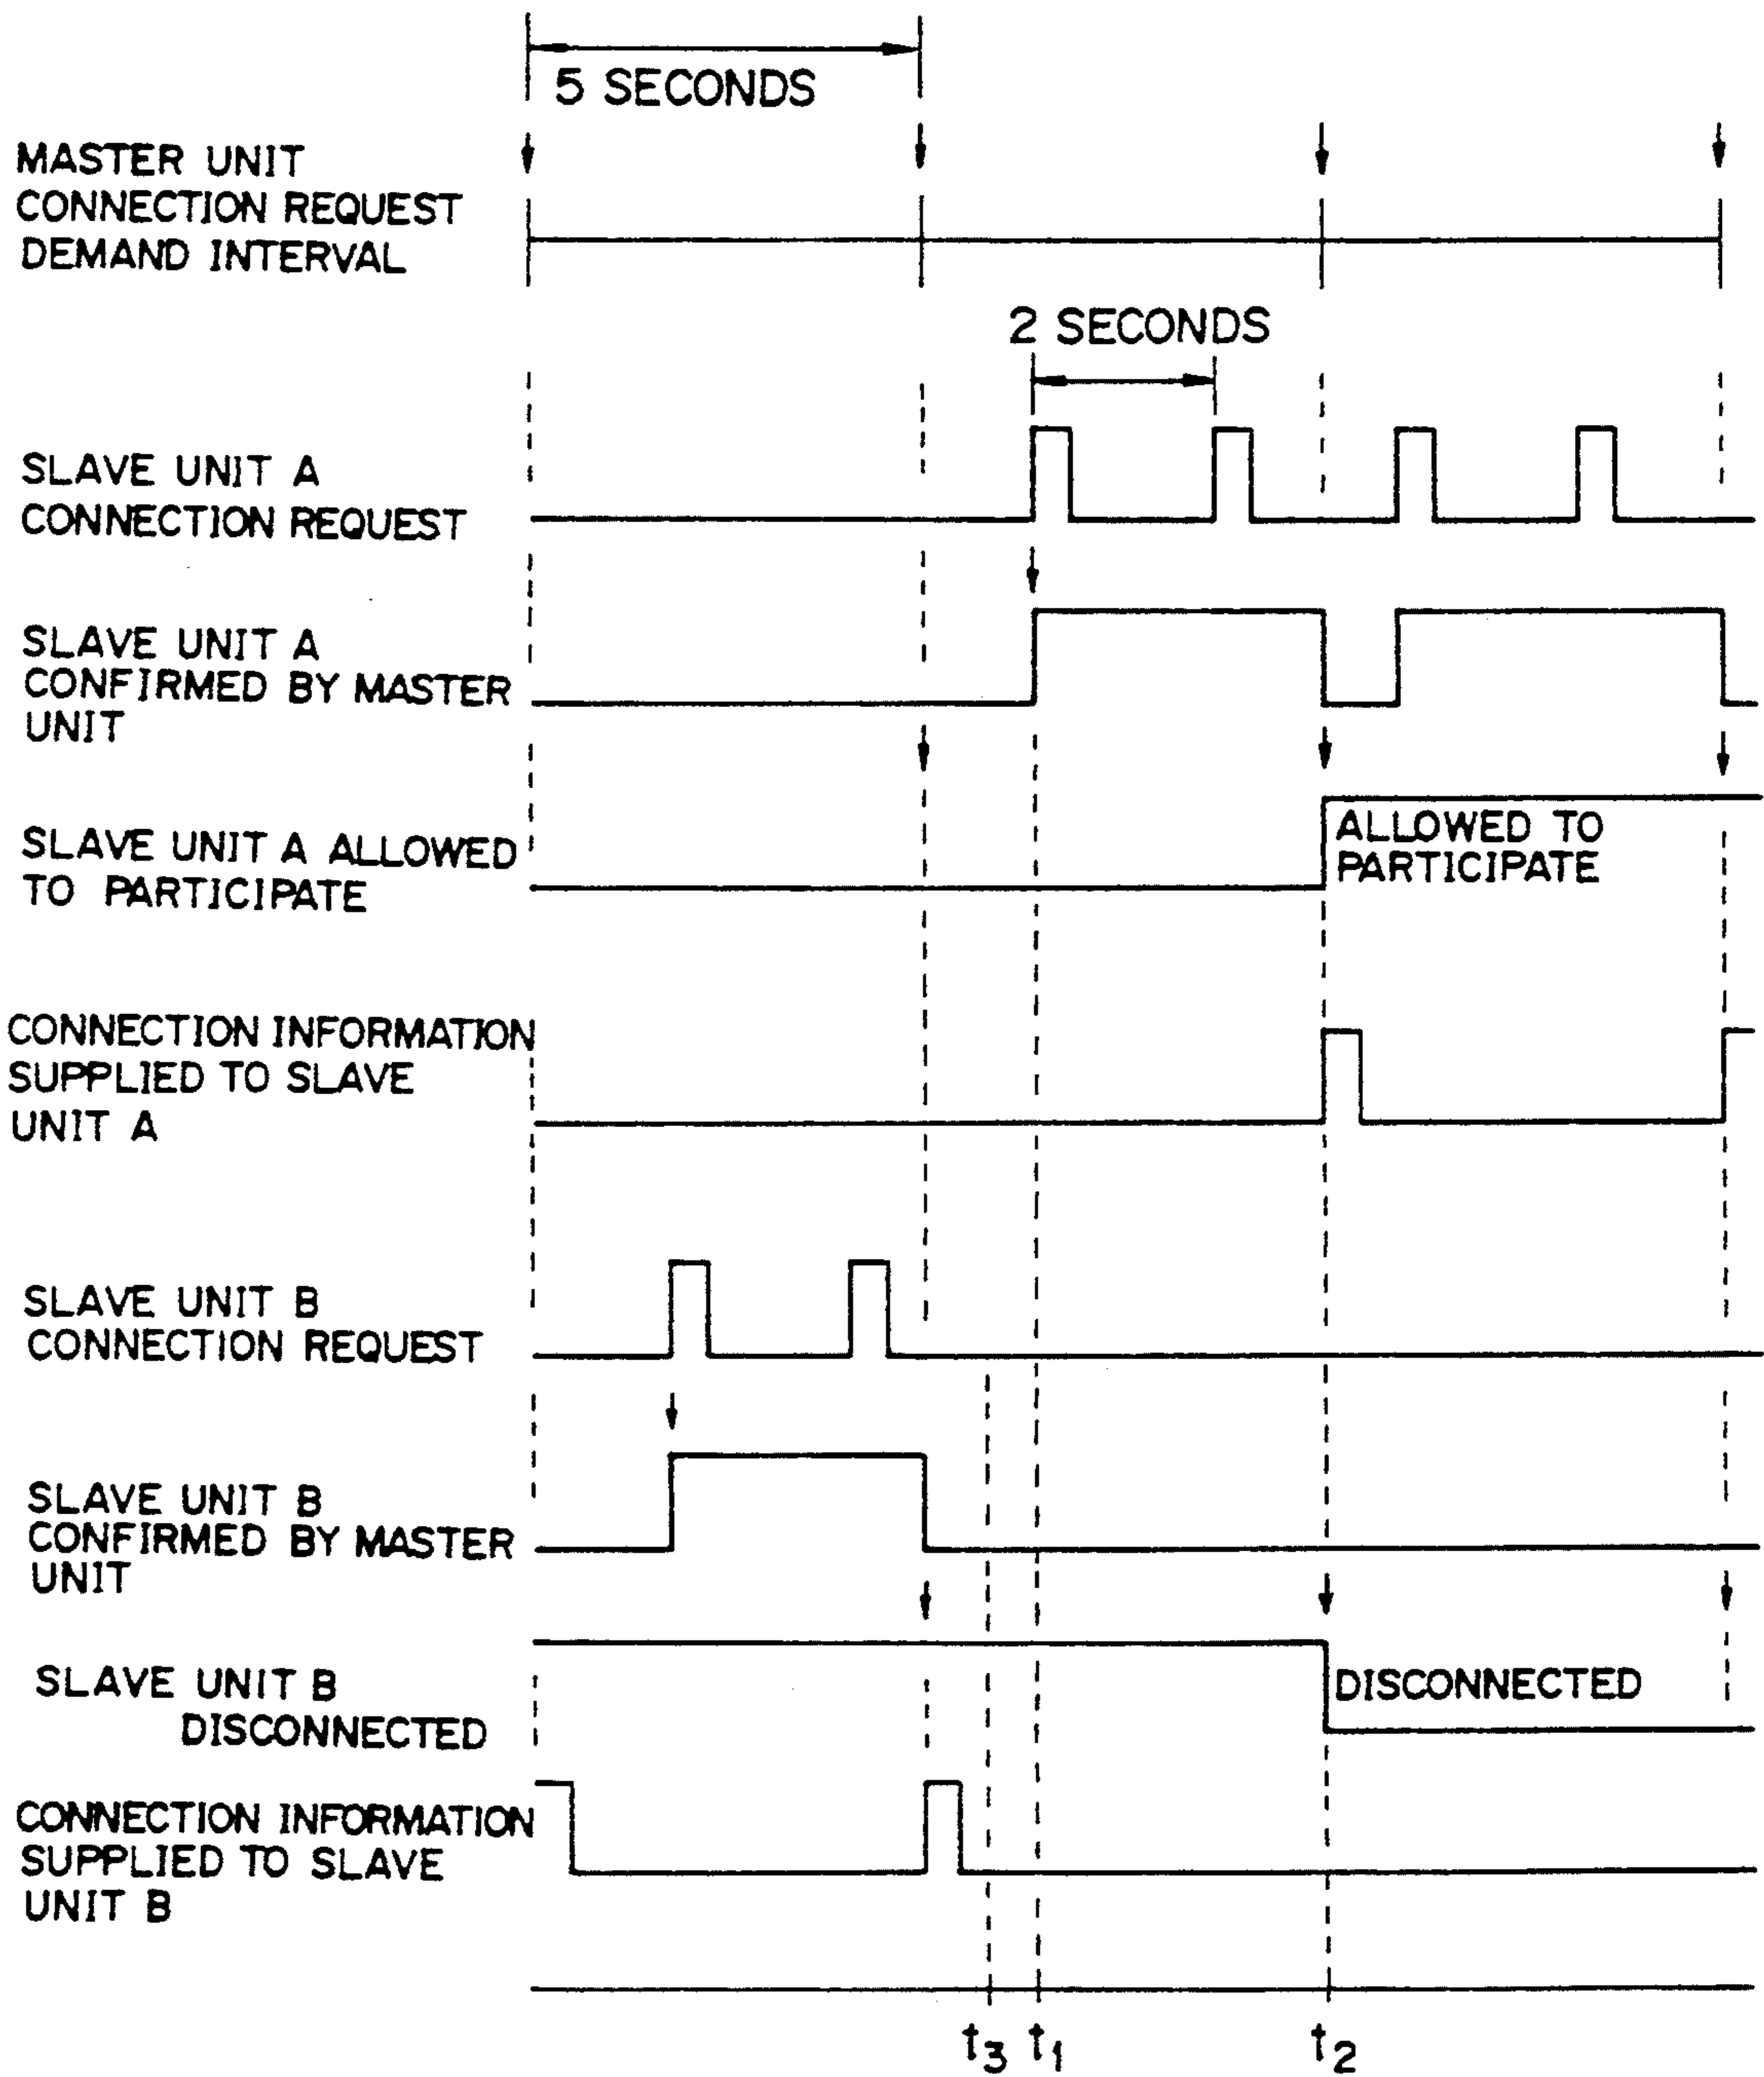 5 SECONDS
MASTER UNIT
CONNECTION REQUEST
DEMAND INTERVAL
2 SECONDS
SLAVE UNIT A
CONNECTION REQUEST
SLAVE UNIT A
CONFIRMED BY MASTER
UNIT
SLAVE UNIT A ALLOWED
TO PARTICIPATE
ALLOWED TO
PARTICIPATE
CONNECTION INFORMATION
SUPPLIED TO SLAVE
UNIT A
SLAVE UNIT B
CONNECTION REQUEST
SLAVE UNIT B
CONFIRMED BY MASTER
UNIT
SLAVE UNIT B
DISCONNECTED
DISCONNECTED
CONNECTION INFORMATION
SUPPLIED TO SLAVE
UNIT B
t3 t1 t2